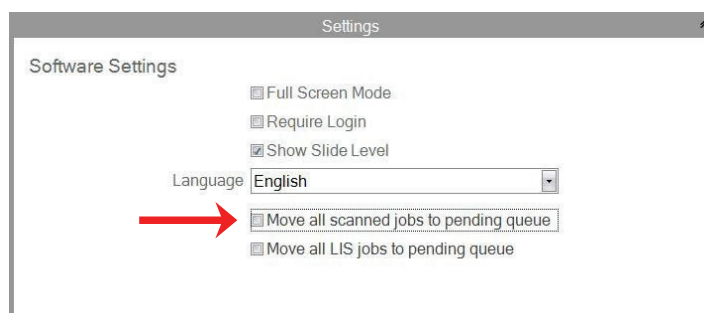 Settings
Software Settings
Full Screen Mode
Require Login
Show Slide Level
Language English
Move all scanned jobs to pending queue
Move all LIS jobs to pending queue